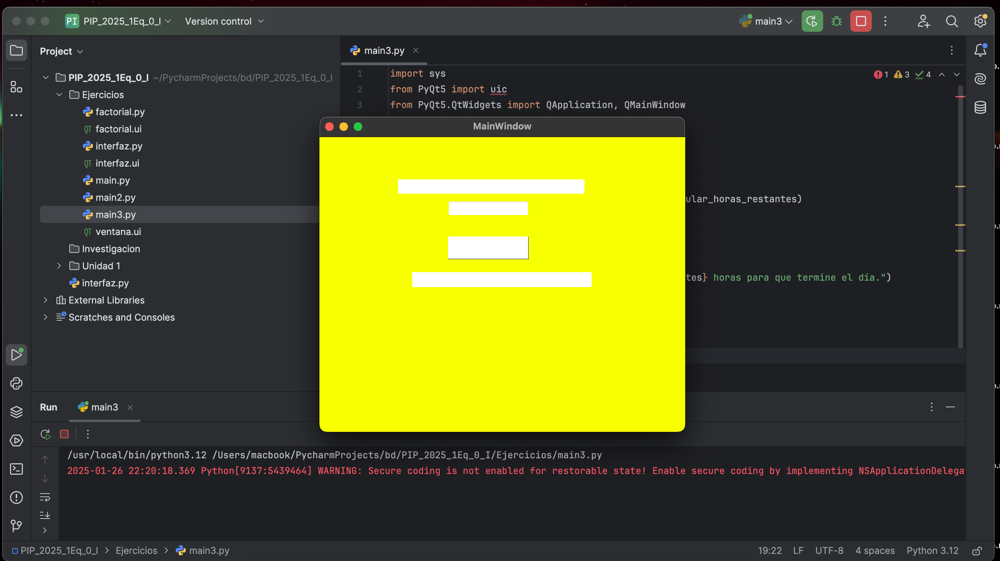 PI PIP_2025_1Eq_0_I Version control main3
Project
main3.py
PIP_2025_1Eq_0_I ~/PycharmProjects/bd/PIP_2025_1Eq_0_I
Ejercicios
factorial.py
QT factorial.ui
interfaz.py
QT interfaz.ui
main.py
main2.py
main3.py
QT ventana.ui
Investigacion
Unidad 1
interfaz.py
External Libraries
Scratches and Consoles
1 import sys
2 from PyQt5 import uic
3 from PyQt5.QtWidgets import QApplication, QMainWindow
1 3 4
MainWindow
ular_horas_restantes)
tes} horas para que termine el día.")
Run main3
/usr/local/bin/python3.12 /Users/macbook/PycharmProjects/bd/PIP_2025_1Eq_0_I/Ejercicios/main3.py
2025-01-26 22:20:18.369 Python[9137:5439464] WARNING: Secure coding is not enabled for restorable state! Enable secure coding by implementing NSApplicationDelega
PIP_2025_1Eq_0_I > Ejercicios > main3.py
19:22 LF UTF-8 4 spaces Python 3.12